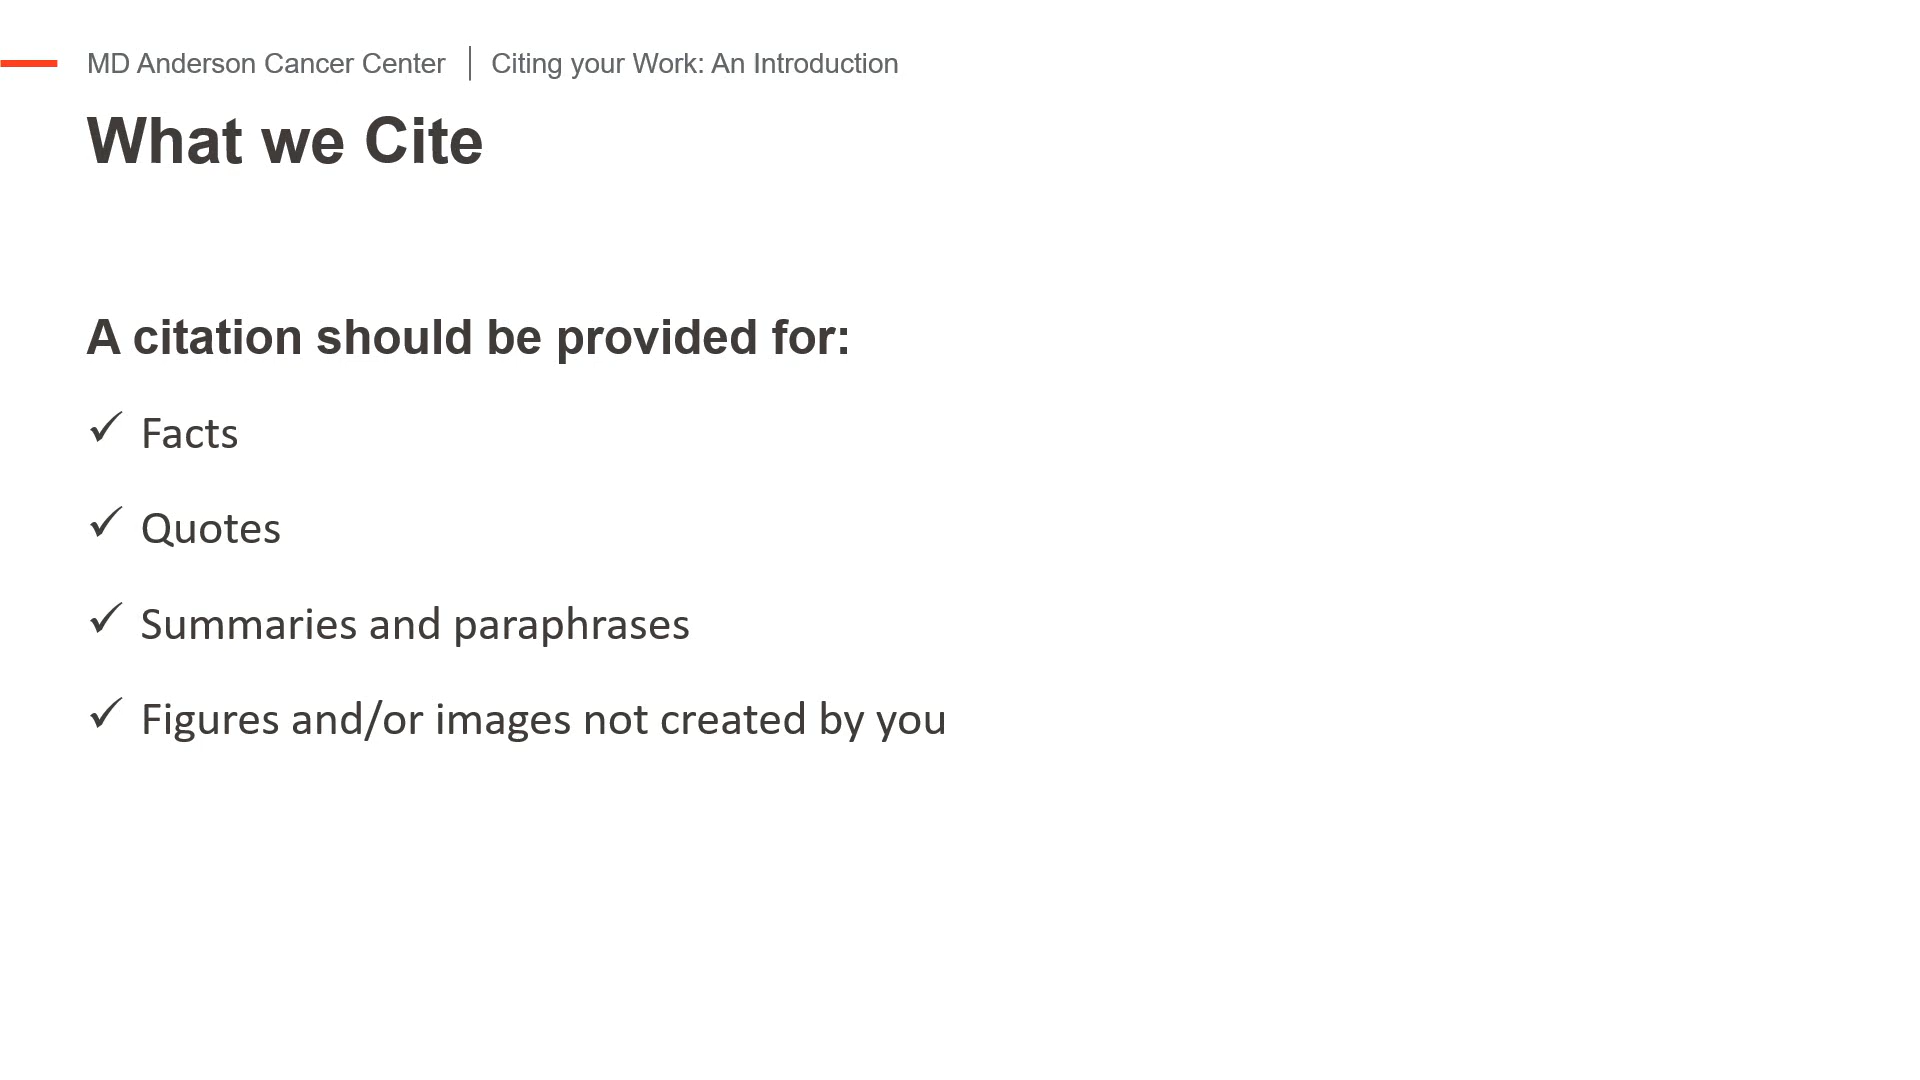 MD Anderson Cancer Center | Citing your Work: An Introduction
What we Cite
A citation should be provided for:
✓ Facts
✓ Quotes
✓ Summaries and paraphrases
✓ Figures and/or images not created by you